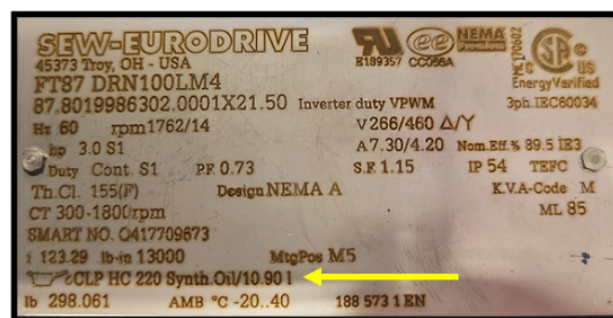 SEW-EURODRIVE
45373 Troy, OH - USA
E189357 CC056A
NEMA Premium
ML 170602
C US
EnergyVerified
FT87 DRN100LM4
87.8019986302.0001X21.50 Inverter duty VPWM 3ph.IEC60034
Hz 60 rpm 1762/14 V 266/460 Δ/Y
hp 3.0 S1 A 7.30/4.20 Nom.Eff.% 89.5 IE3
Duty Cont. S1 PF 0.73 S.F. 1.15 IP 54 TEFC
Th.Cl. 155(F) Design NEMA A K.V.A-Code M
CT 300-1800rpm ML 85
SMART NO. 0417709673
i 123.29 lb-in 13000 MtgPos M5
CLP HC 220 Synth.Oil/10.90 l
lb 298.061 AMB °C -20..40 188 573 1 EN